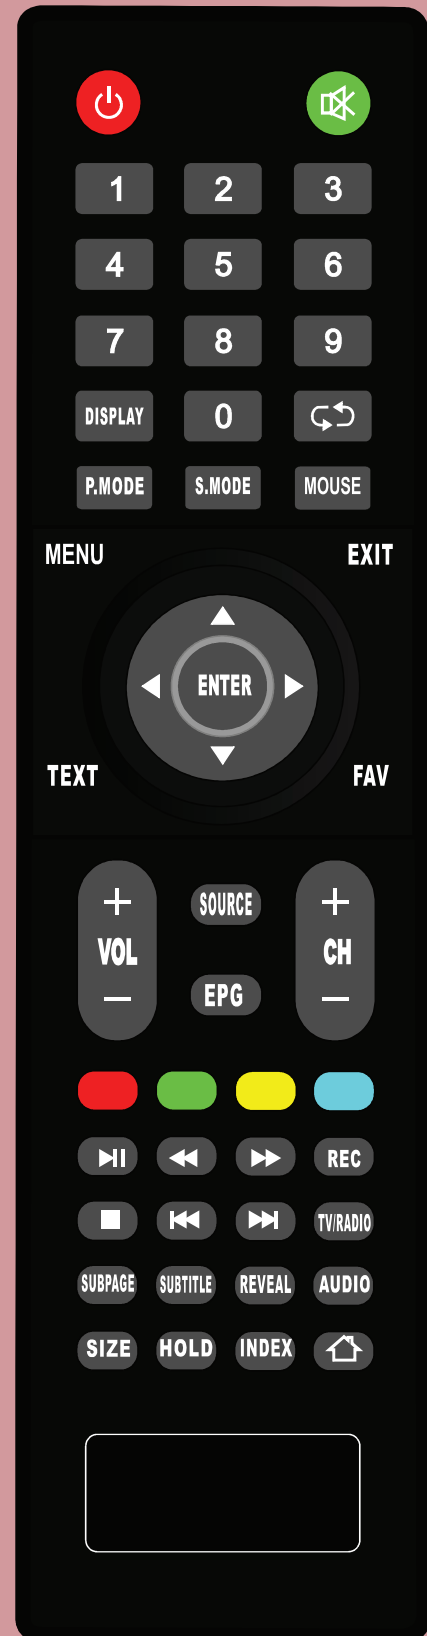 1 2 3
4 5 6
7 8 9
DISPLAY 0
P.MODE S.MODE MOUSE
MENU EXIT
ENTER
TEXT FAV
+ SOURCE +
VOL CH
- EPG -
REC
TV/RADIO
SUBPAGE SUBTITLE REVEAL AUDIO
SIZE HOLD INDEX